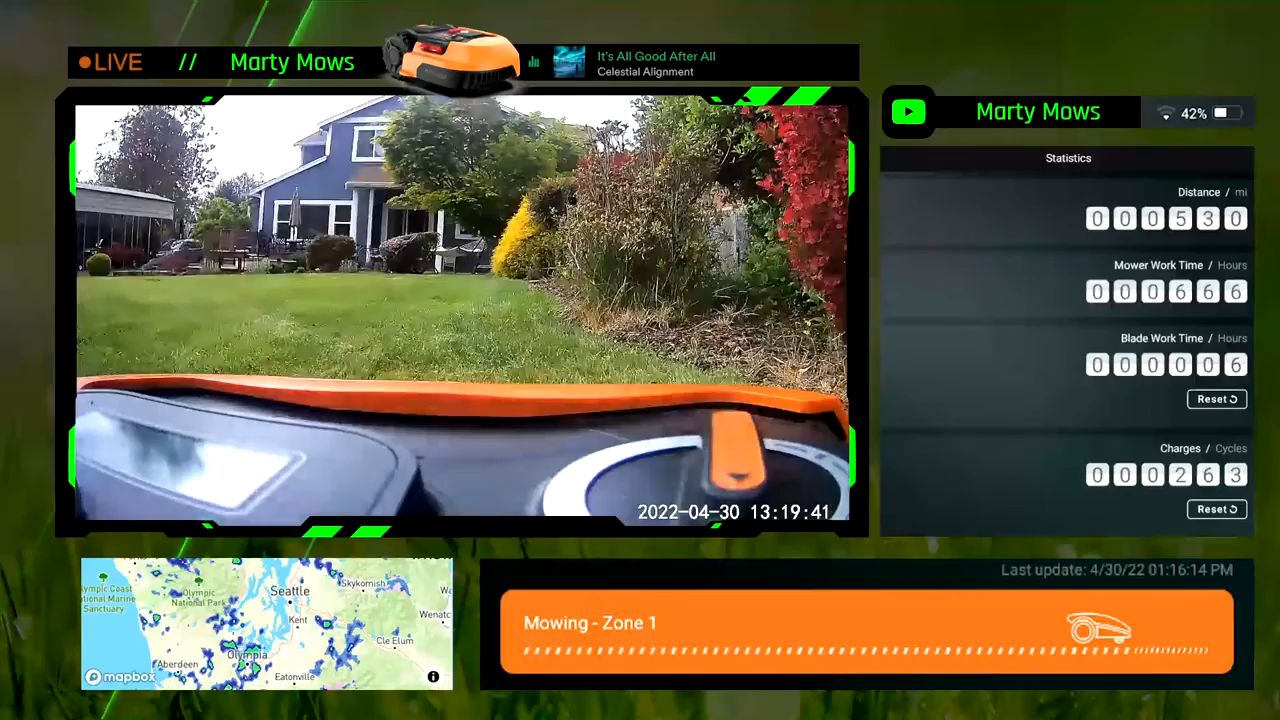 LIVE // Marty Mows
It's All Good After All
Celestial Alignment
Marty Mows
42%
Statistics
Distance / mi
000530
Mower Work Time / Hours
000666
Blade Work Time / Hours
000006
Reset
Charges / Cycles
000263
Reset
2022-04-30 13:19:41
Seattle
Skykomish
Olympic
National Park
ympic Coast
ational Marine
Sanctuary
Kent
Wenatc
Cle Elum
Olympia
Aberdeen
Eatonville
mapbox
Last update: 4/30/22 01:16:14 PM
Mowing - Zone 1